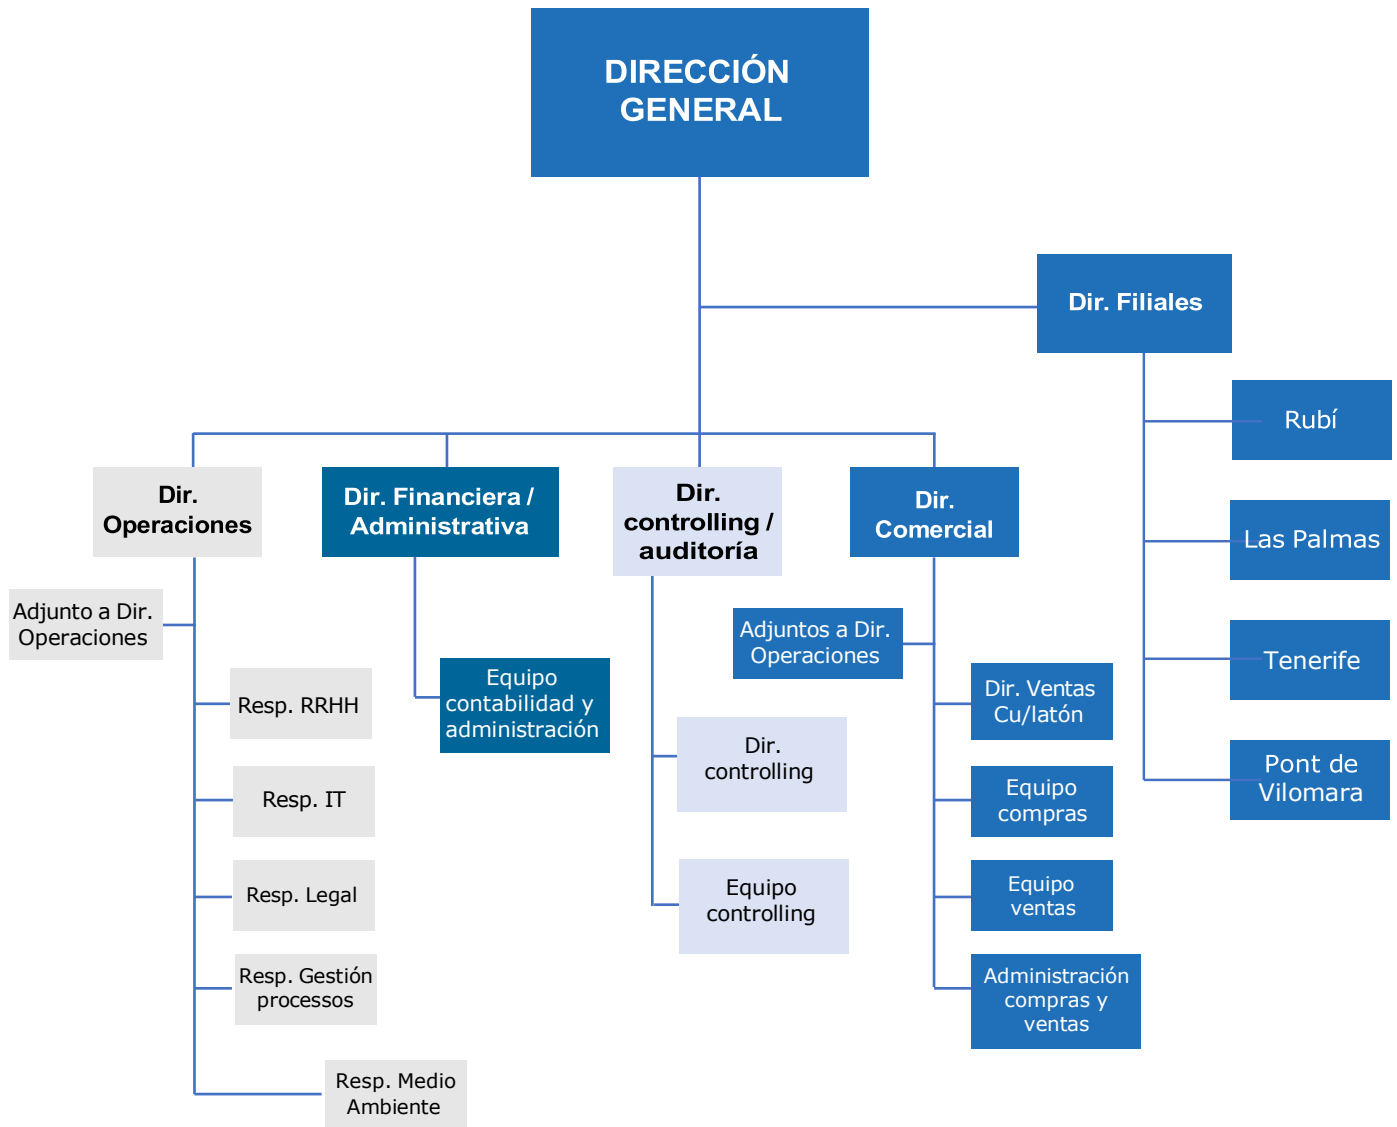 DIRECCIÓN
GENERAL
Dir. Filiales
Rubí
Las Palmas
Tenerife
Pont de
Vilomara
Dir.
Operaciones
Adjunto a Dir.
Operaciones
Resp. RRHH
Resp. IT
Resp. Legal
Resp. Gestión
processos
Resp. Medio
Ambiente
Dir. Financiera /
Administrativa
Equipo
contabilidad y
administración
Dir.
controlling /
auditoría
Dir.
controlling
Equipo
controlling
Dir.
Comercial
Adjuntos a Dir.
Operaciones
Dir. Ventas
Cu/latón
Equipo
compras
Equipo
ventas
Administración
compras y
ventas